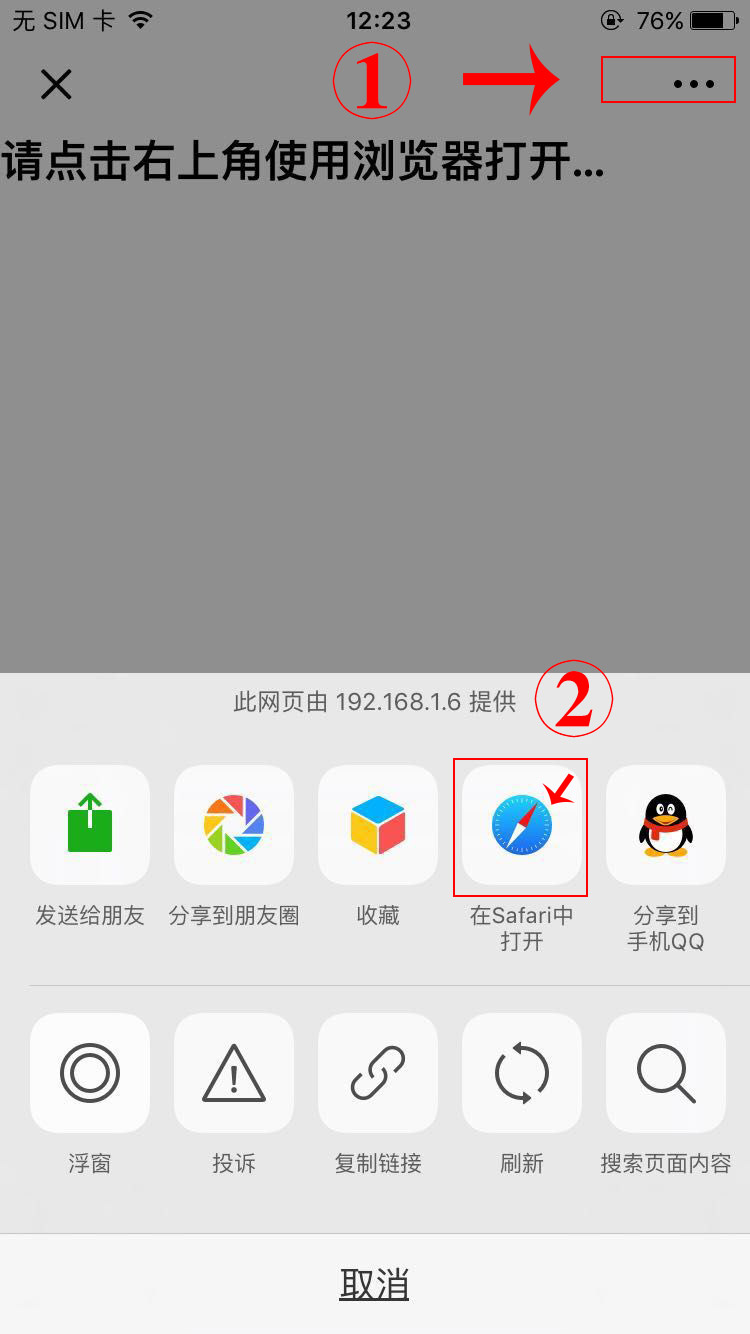 无 SIM 卡 12:23 76%
1
请点击右上角使用浏览器打开...
此网页由 192.168.1.6 提供
2
发送给朋友
分享到朋友圈
收藏
在Safari中
打开
分享到
手机QQ
浮窗
投诉
复制链接
刷新
搜索页面内容
取消